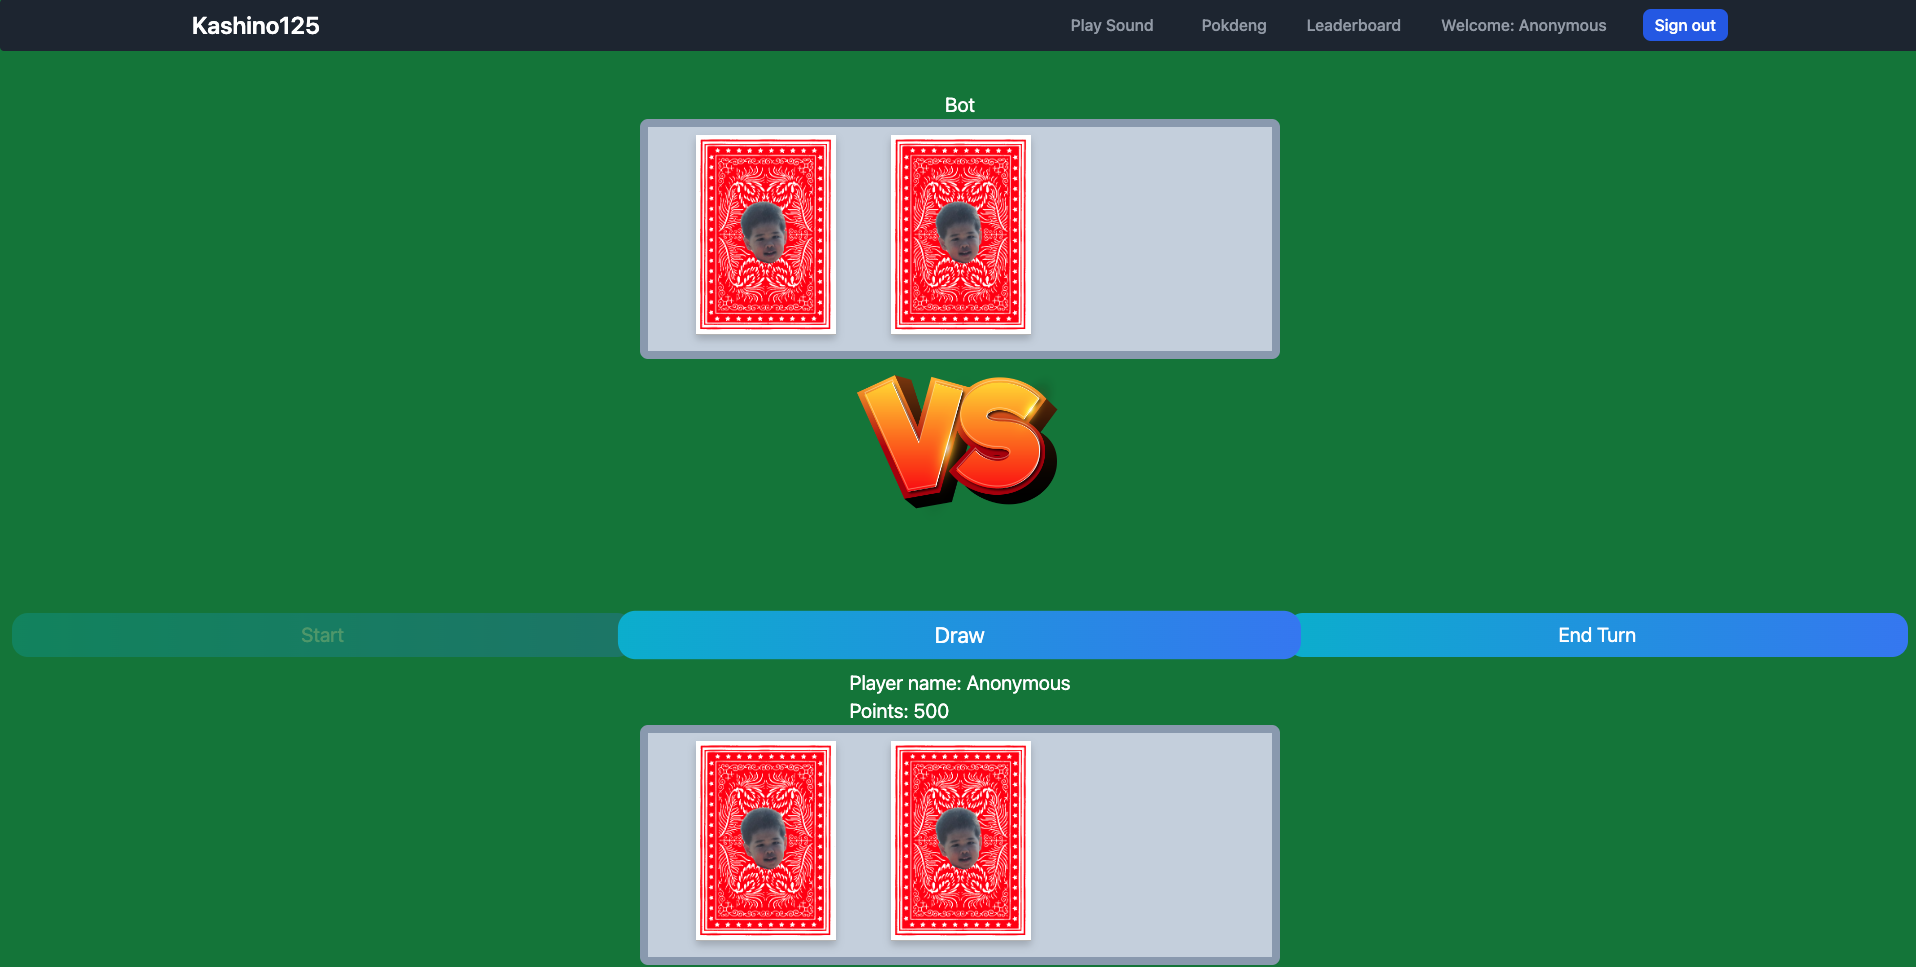 Kashino125
Play Sound
Pokdeng
Leaderboard
Welcome: Anonymous
Sign out
Bot
VS
Start
Draw
End Turn
Player name: Anonymous
Points: 500